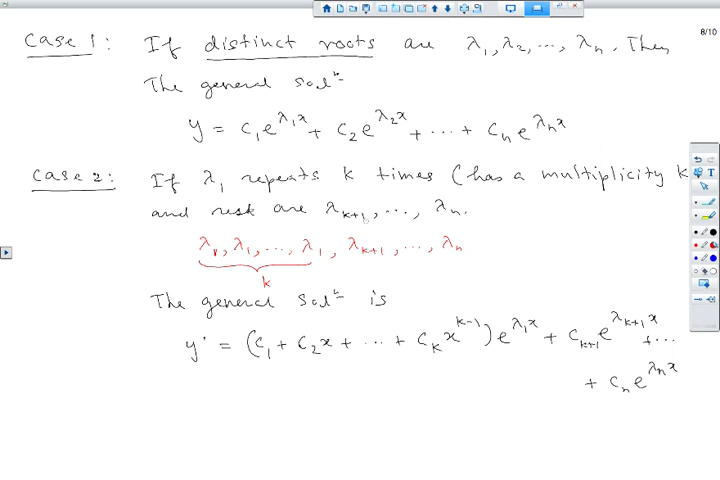 8/10
Case 1: If distinct roots are λ₁, λ₂, ..., λₙ. Then
The general solⁿ
y = c₁e^{λ₁x} + c₂e^{λ₂x} + ... + cₙe^{λₙx}
Case 2: If λ₁ repeats k times (has a multiplicity k
and rest are λₖ₊₁, ..., λₙ.
λ₁, λ₁, ..., λ₁, λₖ₊₁, ..., λₙ
k
The general solⁿ is
y = (c₁ + c₂x + ... + cₖx^{k-1})e^{λ₁x} + cₖ₊₁e^{λₖ₊₁x} + ...
+ cₙe^{λₙx}